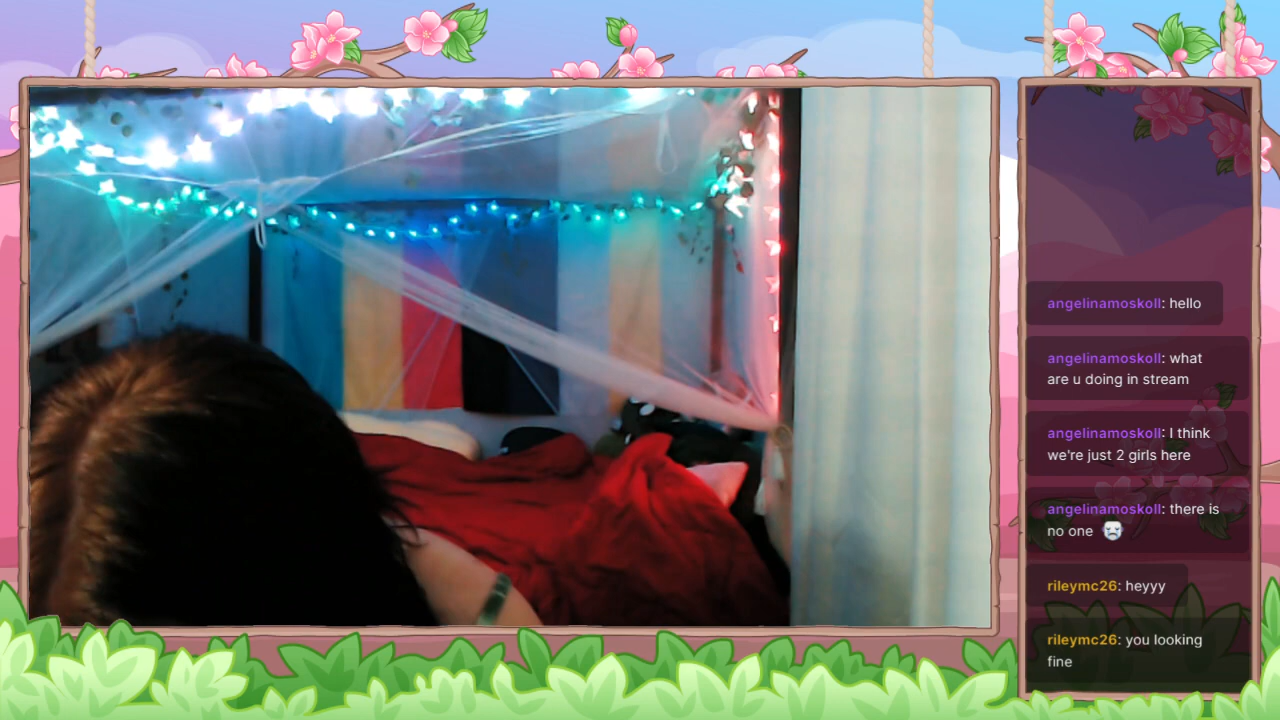 angelinamoskoll: hello
angelinamoskoll: what
are u doing in stream
angelinamoskoll: I think
we're just 2 girls here
angelinamoskoll: there is
no one
rileymc26: heyyy
rileymc26: you looking
fine